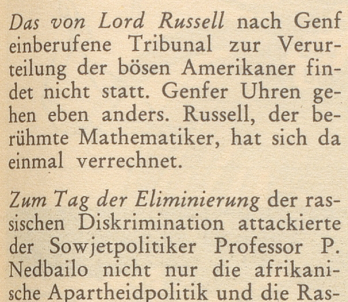 Das von Lord Russell nach Genf
einberufene Tribunal zur Verur-
teilung der bösen Amerikaner fin-
det nicht statt. Genfer Uhren ge-
hen eben anders. Russell, der be-
rühmte Mathematiker, hat sich da
einmal verrechnet.
Zum Tag der Eliminierung der ras-
sischen Diskrimination attackierte
der Sowjetpolitiker Professor P.
Nedbailo nicht nur die afrikani-
sche Apartheidpolitik und die Ras-